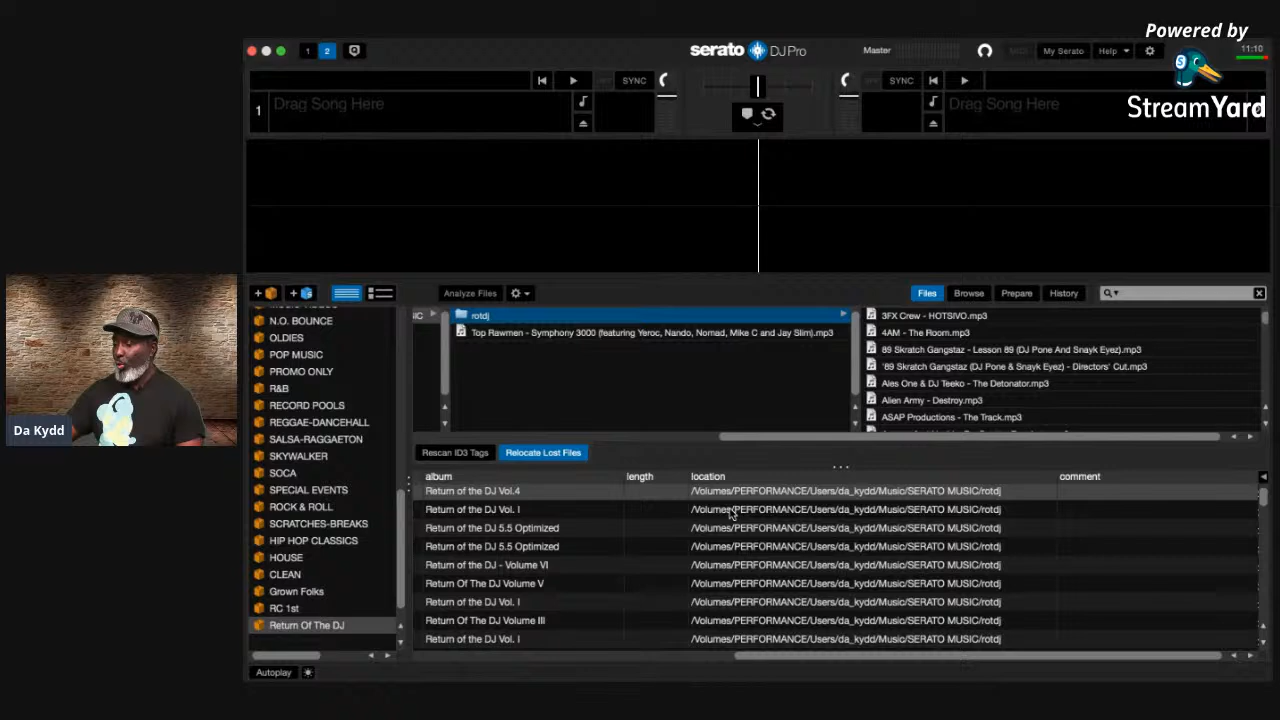 Powered by
StreamYard
1
2
serato DJ Pro
Master
MIDI
My Serato
Help
11:10
SYNC
SYNC
1
Drag Song Here
Drag Song Here
Analyze Files
Files
Browse
Prepare
History
N.O. BOUNCE
OLDIES
POP MUSIC
PROMO ONLY
R&B
RECORD POOLS
REGGAE-DANCEHALL
SALSA-RAGGAETON
SKYWALKER
SOCA
SPECIAL EVENTS
ROCK & ROLL
SCRATCHES-BREAKS
HIP HOP CLASSICS
HOUSE
CLEAN
Grown Folks
RC 1st
Return Of The DJ
rotdj
Top Rawmen - Symphony 3000 (featuring Yeroc, Nando, Nomad, Mike C and Jay Slim).mp3
3FX Crew - HOTSIVO.mp3
4AM - The Room.mp3
89 Skratch Gangstaz - Lesson 89 (DJ Pone And Snayk Eyez).mp3
'89 Skratch Gangstaz (DJ Pone & Snayk Eyez) - Directors' Cut.mp3
Ales One & DJ Teeko - The Detonator.mp3
Alien Army - Destroy.mp3
ASAP Productions - The Track.mp3
Rescan ID3 Tags
Relocate Lost Files
album length location comment
Return of the DJ Vol.4 /Volumes/PERFORMANCE/Users/da_kydd/Music/SERATO MUSIC/rotdj
Return of the DJ Vol. I /Volumes/PERFORMANCE/Users/da_kydd/Music/SERATO MUSIC/rotdj
Return of the DJ 5.5 Optimized /Volumes/PERFORMANCE/Users/da_kydd/Music/SERATO MUSIC/rotdj
Return of the DJ 5.5 Optimized /Volumes/PERFORMANCE/Users/da_kydd/Music/SERATO MUSIC/rotdj
Return of the DJ - Volume VI /Volumes/PERFORMANCE/Users/da_kydd/Music/SERATO MUSIC/rotdj
Return Of The DJ Volume V /Volumes/PERFORMANCE/Users/da_kydd/Music/SERATO MUSIC/rotdj
Return of the DJ Vol. I /Volumes/PERFORMANCE/Users/da_kydd/Music/SERATO MUSIC/rotdj
Return Of The DJ Volume III /Volumes/PERFORMANCE/Users/da_kydd/Music/SERATO MUSIC/rotdj
Return of the DJ Vol. I /Volumes/PERFORMANCE/Users/da_kydd/Music/SERATO MUSIC/rotdj
Autoplay
Da Kydd